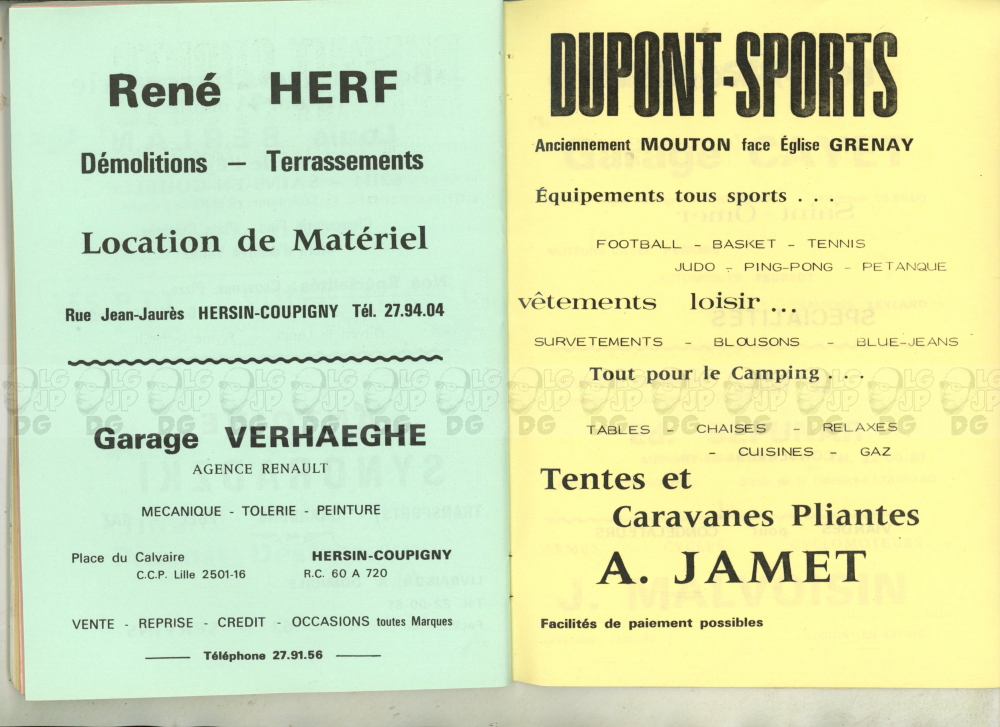 René HERF
Démolitions — Terrassements
Location de Matériel
Rue Jean-Jaurès HERSIN-COUPIGNY Tél. 27.94.04
Garage VERHAEGHE
AGENCE RENAULT
MECANIQUE - TOLERIE - PEINTURE
Place du Calvaire HERSIN-COUPIGNY
C.C.P. Lille 2501-16 R.C. 60 A 720
VENTE - REPRISE - CREDIT - OCCASIONS toutes Marques
Téléphone 27.91.56
DUPONT-SPORTS
Anciennement MOUTON face Église GRENAY
Équipements tous sports . . .
FOOTBALL - BASKET - TENNIS
JUDO - PING-PONG - PETANQUE
vêtements loisir ...
SURVETEMENTS - BLOUSONS - BLUE-JEANS
Tout pour le Camping . . .
TABLES - CHAISES - RELAXES
- CUISINES - GAZ
Tentes et
Caravanes Pliantes
A. JAMET
Facilités de paiement possibles